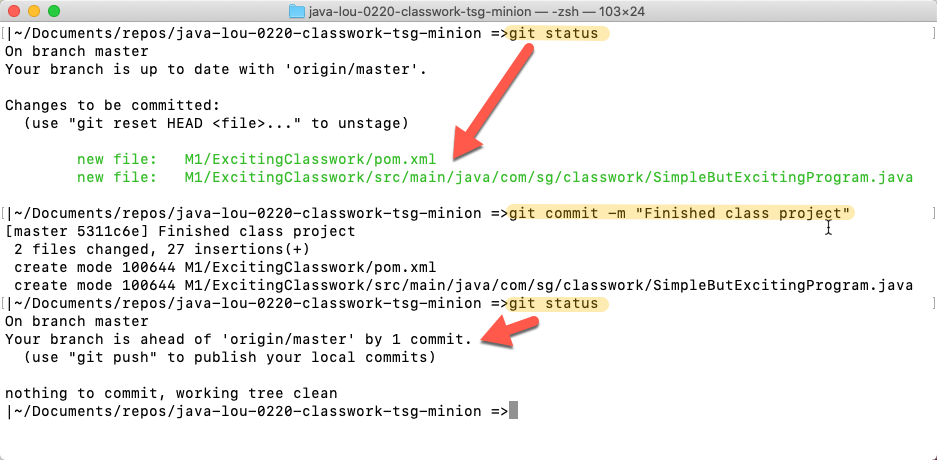 java-lou-0220-classwork-tsg-minion — -zsh — 103×24
[|~/Documents/repos/java-lou-0220-classwork-tsg-minion =>git status ]
On branch master
Your branch is up to date with 'origin/master'.
Changes to be committed:
(use "git reset HEAD <file>..." to unstage)
new file: M1/ExcitingClasswork/pom.xml
new file: M1/ExcitingClasswork/src/main/java/com/sg/classwork/SimpleButExcitingProgram.java
[|~/Documents/repos/java-lou-0220-classwork-tsg-minion =>git commit -m "Finished class project" ]
[master 5311c6e] Finished class project
2 files changed, 27 insertions(+)
create mode 100644 M1/ExcitingClasswork/pom.xml
create mode 100644 M1/ExcitingClasswork/src/main/java/com/sg/classwork/SimpleButExcitingProgram.java
[|~/Documents/repos/java-lou-0220-classwork-tsg-minion =>git status ]
On branch master
Your branch is ahead of 'origin/master' by 1 commit.
(use "git push" to publish your local commits)
nothing to commit, working tree clean
|~/Documents/repos/java-lou-0220-classwork-tsg-minion =>